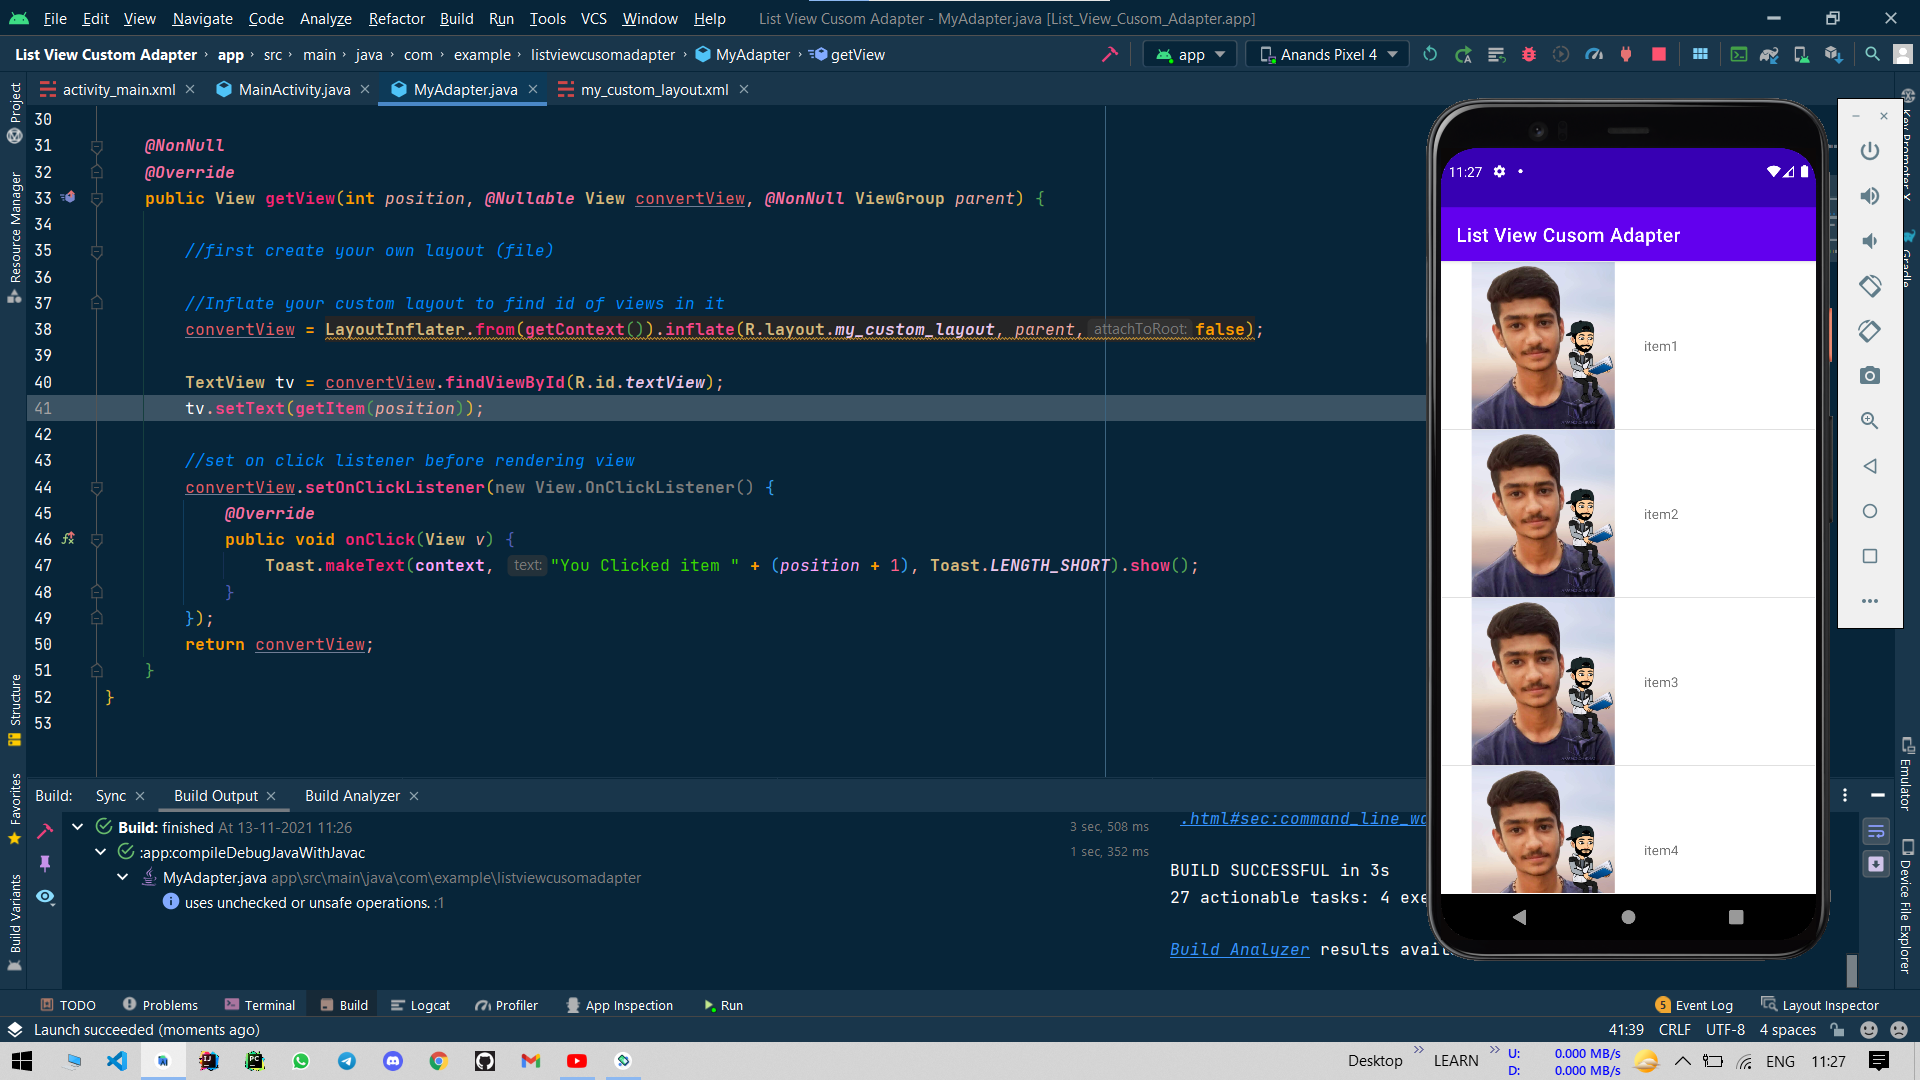 File Edit View Navigate Code Analyze Refactor Build Run Tools VCS Window Help List View Cusom Adapter - MyAdapter.java [List_View_Cusom_Adapter.app]
List View Custom Adapter › app › src › main › java › com › example › listviewcusomadapter › MyAdapter › getView
app Anands Pixel 4
activity_main.xml MainActivity.java MyAdapter.java my_custom_layout.xml
Project
Resource Manager
Structure
Favorites
Build Variants
30
31 @NonNull
32 @Override
33 public View getView(int position, @Nullable View convertView, @NonNull ViewGroup parent) {
34
35 //first create your own layout (file)
36
37 //Inflate your custom layout to find id of views in it
38 convertView = LayoutInflater.from(getContext()).inflate(R.layout.my_custom_layout, parent, attachToRoot: false);
39
40 TextView tv = convertView.findViewById(R.id.textView);
41 tv.setText(getItem(position));
42
43 //set on click listener before rendering view
44 convertView.setOnClickListener(new View.OnClickListener() {
45 @Override
46 public void onClick(View v) {
47 Toast.makeText(context, text: "You Clicked item " + (position + 1), Toast.LENGTH_SHORT).show();
48 }
49 });
50 return convertView;
51 }
52 }
53
11:27
List View Cusom Adapter
item1
item2
item3
item4
Key Promoter X
Gradle
Emulator
Device File Explorer
Build: Sync Build Output Build Analyzer
Build: finished At 13-11-2021 11:26 3 sec, 508 ms
:app:compileDebugJavaWithJavac 1 sec, 352 ms
MyAdapter.java app\src\main\java\com\example\listviewcusomadapter
uses unchecked or unsafe operations. :1
.html#sec:command_line_wa
BUILD SUCCESSFUL in 3s
27 actionable tasks: 4 exe
Build Analyzer results avail
TODO Problems Terminal Build Logcat Profiler App Inspection Run 5 Event Log Layout Inspector
Launch succeeded (moments ago) 41:39 CRLF UTF-8 4 spaces
Desktop LEARN U: 0.000 MB/s
D: 0.000 MB/s
ENG 11:27